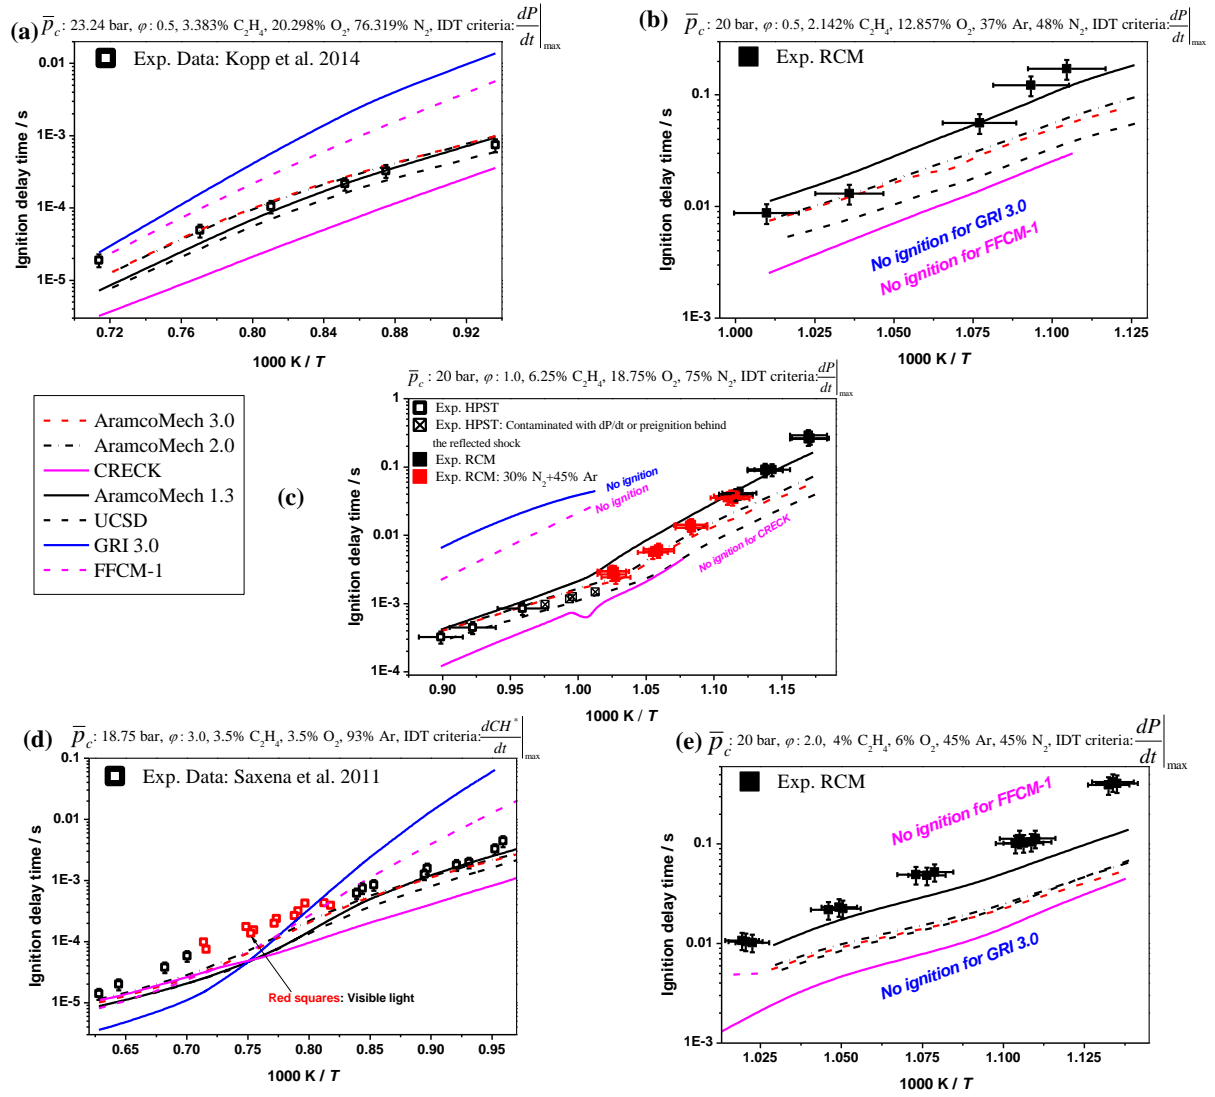 (a) p̅c : 23.24 bar, φ: 0.5, 3.383% C2H4, 20.298% O2, 76.319% N2, IDT criteria: dP/dt|max
Exp. Data: Kopp et al. 2014
Ignition delay time / s
0.01
1E-3
1E-4
1E-5
0.72 0.76 0.80 0.84 0.88 0.92
1000 K / T
(b) p̅c : 20 bar, φ: 0.5, 2.142% C2H4, 12.857% O2, 37% Ar, 48% N2, IDT criteria: dP/dt|max
Exp. RCM
Ignition delay time / s
0.1
0.01
1E-3
No ignition for GRI 3.0
No ignition for FFCM-1
1.000 1.025 1.050 1.075 1.100 1.125
1000 K / T
AramcoMech 3.0
AramcoMech 2.0
CRECK
AramcoMech 1.3
UCSD
GRI 3.0
FFCM-1
(c) p̅c : 20 bar, φ: 1.0, 6.25% C2H4, 18.75% O2, 75% N2, IDT criteria: dP/dt|max
Exp. HPST
Exp. HPST: Contaminated with dP/dt or preignition behind
the reflected shock
Exp. RCM
Exp. RCM: 30% N2+45% Ar
Ignition delay time / s
1
0.1
0.01
1E-3
1E-4
No ignition
No ignition
No ignition for CRECK
0.90 0.95 1.00 1.05 1.10 1.15
1000 K / T
(d) p̅c : 18.75 bar, φ: 3.0, 3.5% C2H4, 3.5% O2, 93% Ar, IDT criteria: dCH*/dt|max
Exp. Data: Saxena et al. 2011
Ignition delay time / s
0.1
0.01
1E-3
1E-4
1E-5
Red squares: Visible light
0.65 0.70 0.75 0.80 0.85 0.90 0.95
1000 K / T
(e) p̅c : 20 bar, φ: 2.0, 4% C2H4, 6% O2, 45% Ar, 45% N2, IDT criteria: dP/dt|max
Exp. RCM
Ignition delay time / s
0.1
0.01
1E-3
No ignition for FFCM-1
No ignition for GRI 3.0
1.025 1.050 1.075 1.100 1.125
1000 K / T